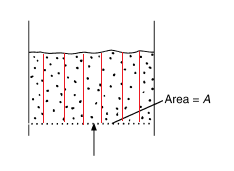 Area = A